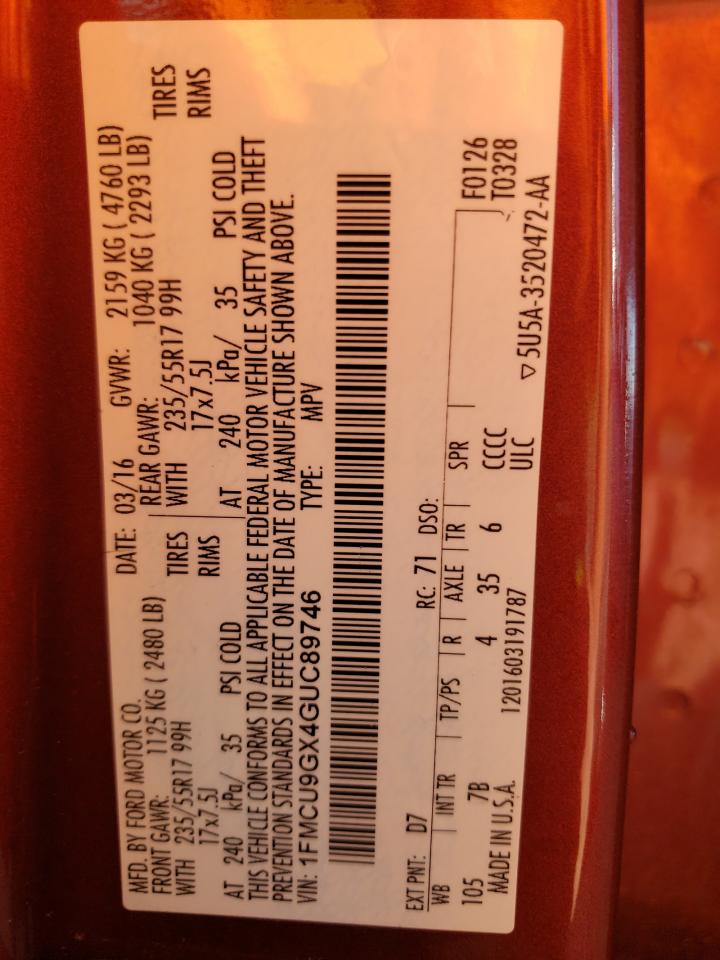 MFD. BY FORD MOTOR CO. DATE: 03/16 GVWR: 2159 KG ( 4760 LB)
FRONT GAWR: 1125 KG ( 2480 LB) REAR GAWR: 1040 KG ( 2293 LB)
WITH 235/55R17 99H TIRES WITH 235/55R17 99H TIRES
17x7.5J RIMS 17x7.5J RIMS
AT 240 kPa/ 35 PSI COLD AT 240 kPa/ 35 PSI COLD
THIS VEHICLE CONFORMS TO ALL APPLICABLE FEDERAL MOTOR VEHICLE SAFETY AND THEFT
PREVENTION STANDARDS IN EFFECT ON THE DATE OF MANUFACTURE SHOWN ABOVE.
VIN: 1FMCU9GX4GUC89746 TYPE: MPV
EXT PNT: D7 RC: 71 DSO: F0126
WB INT TR TP/PS R AXLE TR SPR T0328
105 7B 4 35 6 CCCC
MADE IN U.S.A. 1201603191787 ULC ▽5U5A-3520472-AA